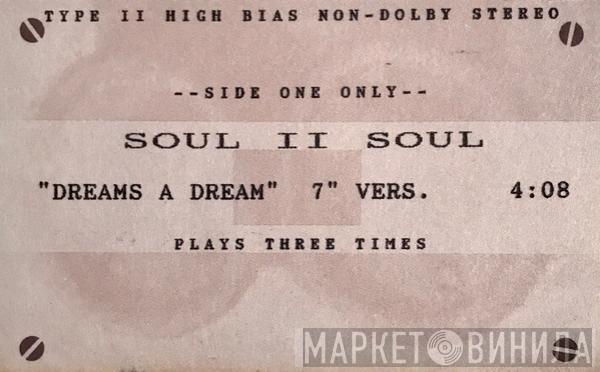 TYPE II HIGH BIAS NON-DOLBY STEREO
--SIDE ONE ONLY--
SOUL II SOUL
"DREAMS A DREAM" 7" VERS. 4:08
PLAYS THREE TIMES
МАРКЕТ ВИНИЛА